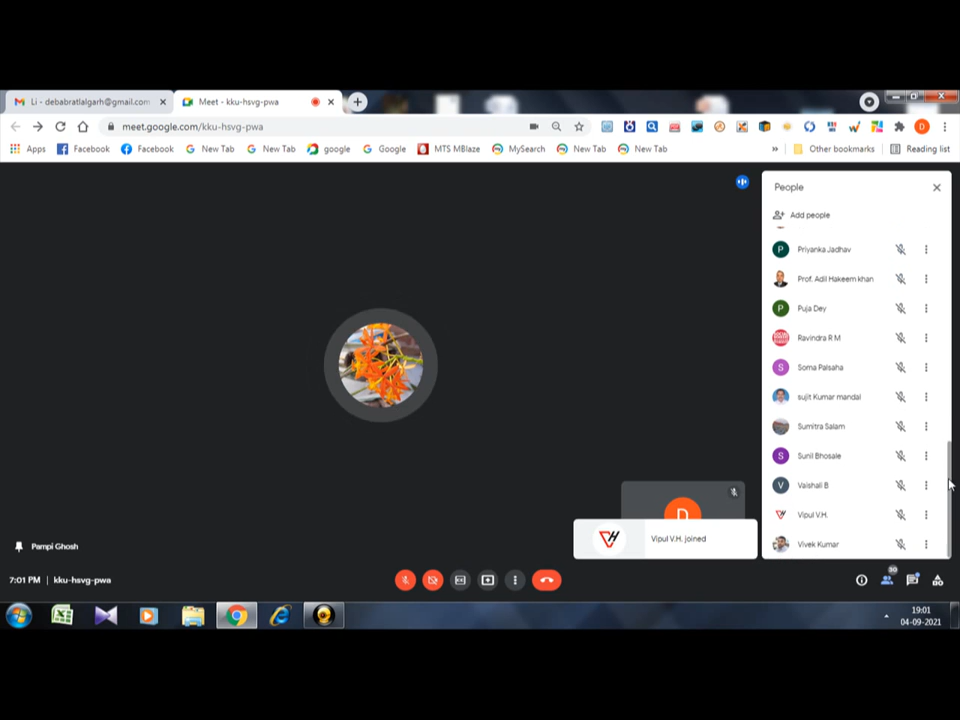 Li - debabratlalgarh@gmail.com
Meet - kku-hsvg-pwa
meet.google.com/kku-hsvg-pwa
D
Apps Facebook Facebook New Tab New Tab google Google MTS MBlaze MySearch New Tab New Tab » Other bookmarks Reading list
People
Add people
P Priyanka Jadhav
Prof. Adil Hakeem khan
P Puja Dey
Ravindra R M
S Soma Palsaha
sujit Kumar mandal
Sumitra Salam
S Sunil Bhosale
V Vaishali B
VH Vipul V.H.
Vivek Kumar
D
VH Vipul V.H. joined
Pampi Ghosh
7:01 PM | kku-hsvg-pwa
30
19:01
04-09-2021